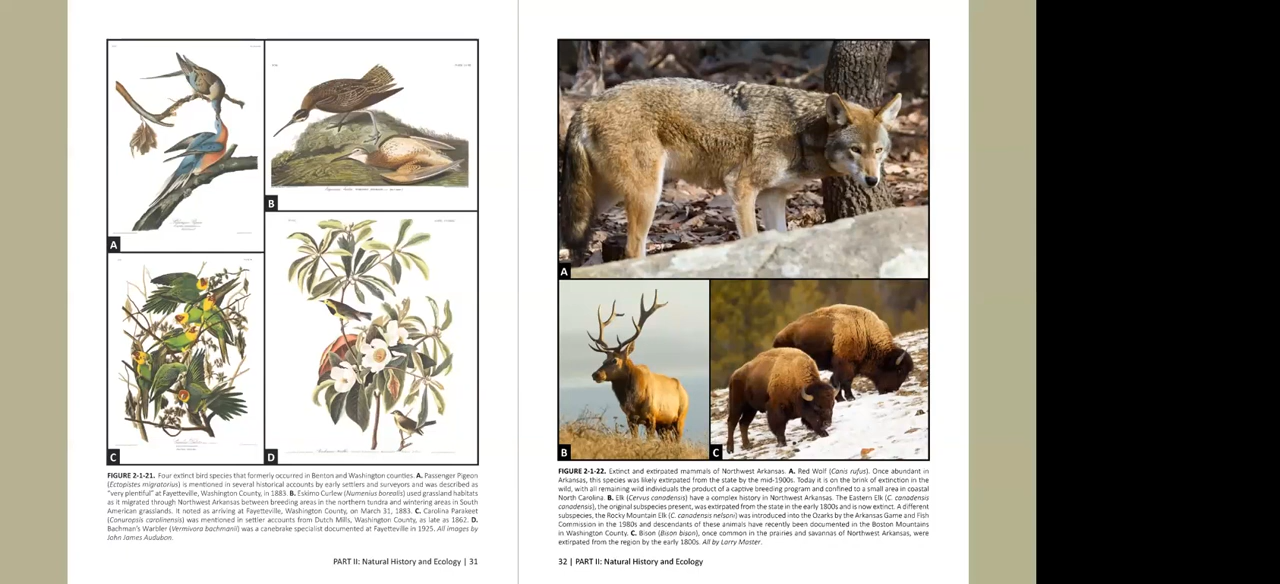 A
B
C
D
FIGURE 2-1-21. Four extinct bird species that formerly occurred in Benton and Washington counties. A. Passenger Pigeon
(Ectopistes migratorius) is mentioned in several historical accounts by early settlers and surveyors and was described as
"very plentiful" at Fayetteville, Washington County, in 1883. B. Eskimo Curlew (Numenius borealis) used grassland habitats
as it migrated through Northwest Arkansas between breeding areas in the northern tundra and wintering areas in South
American grasslands. It noted as arriving at Fayetteville, Washington County, on March 31, 1883. C. Carolina Parakeet
(Conuropsis carolinensis) was mentioned in settler accounts from Dutch Mills, Washington County, as late as 1862. D.
Bachman's Warbler (Vermivora bachmanii) was a canebrake specialist documented at Fayetteville in 1925. All images by
John James Audubon.
PART II: Natural History and Ecology | 31
A
B
C
FIGURE 2-1-22. Extinct and extirpated mammals of Northwest Arkansas. A. Red Wolf (Canis rufus). Once abundant in
Arkansas, this species was likely extirpated from the state by the mid-1900s. Today it is on the brink of extinction in the
wild, with all remaining wild individuals the product of a captive breeding program and confined to a small area in coastal
North Carolina. B. Elk (Cervus canadensis) have a complex history in Northwest Arkansas. The Eastern Elk (C. canadensis
canadensis), the original subspecies present, was extirpated from the state in the early 1800s and is now extinct. A different
subspecies, the Rocky Mountain Elk (C. canadensis nelsoni) was introduced into the Ozarks by the Arkansas Game and Fish
Commission in the 1980s and descendants of these animals have recently been documented in the Boston Mountains
in Washington County. C. Bison (Bison bison), once common in the prairies and savannas of Northwest Arkansas, were
extirpated from the region by the early 1800s. All by Larry Master.
32 | PART II: Natural History and Ecology